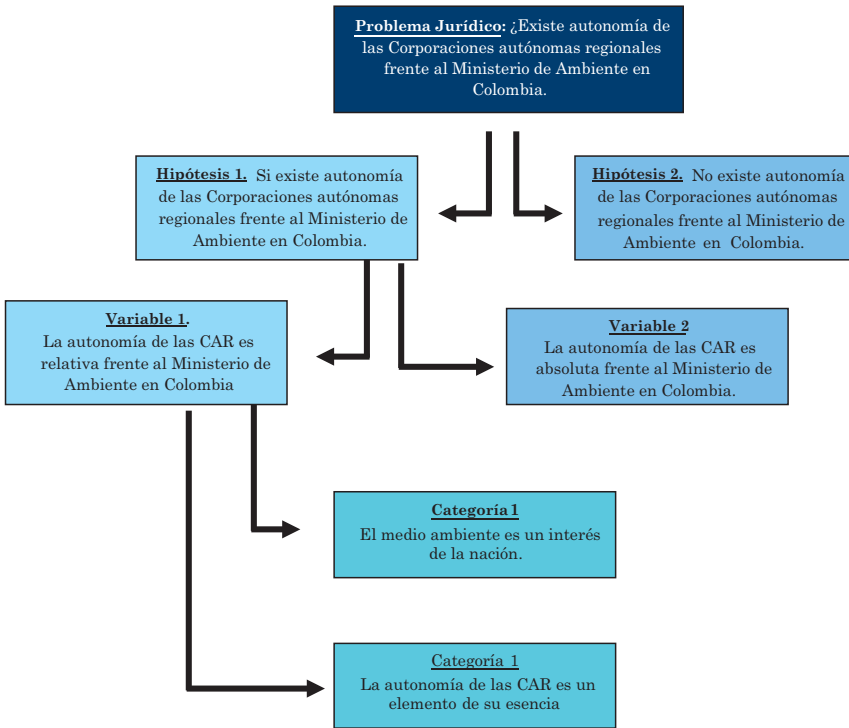 Problema Jurídico: ¿Existe autonomía de
las Corporaciones autónomas regionales
frente al Ministerio de Ambiente en
Colombia.
Hipótesis 1. Si existe autonomía
de las Corporaciones autónomas
regionales frente al Ministerio de
Ambiente en Colombia.
Hipótesis 2. No existe autonomía
de las Corporaciones autónomas
regionales frente al Ministerio de
Ambiente en Colombia.
Variable 1.
La autonomía de las CAR es
relativa frente al Ministerio de
Ambiente en Colombia
Variable 2
La autonomía de las CAR es
absoluta frente al Ministerio de
Ambiente en Colombia.
Categoría 1
El medio ambiente es un interés
de la nación.
Categoría 1
La autonomía de las CAR es un
elemento de su esencia